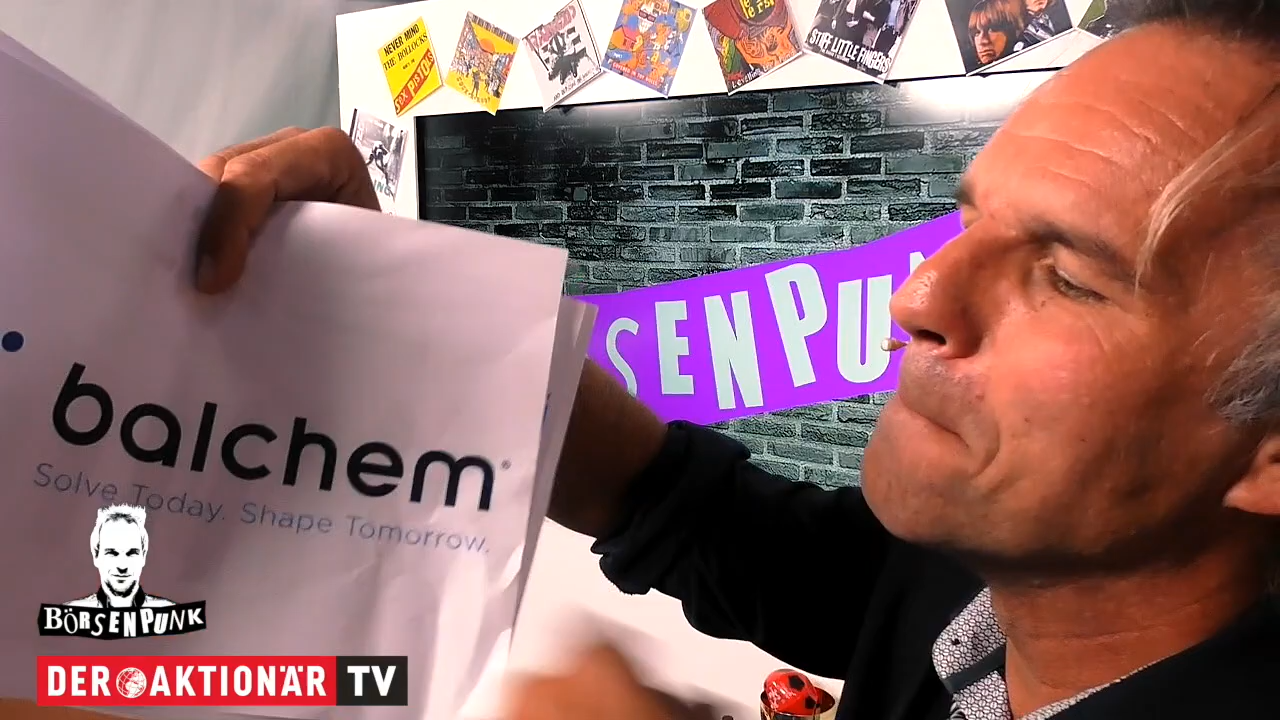 NEVER MIND
THE BOLLOCKS
SEX PISTOLS
STIFF LITTLE FINGERS
SENPU
balchem
Solve Today. Shape Tomorrow.
BÖRSENPUNK
DER AKTIONÄR TV